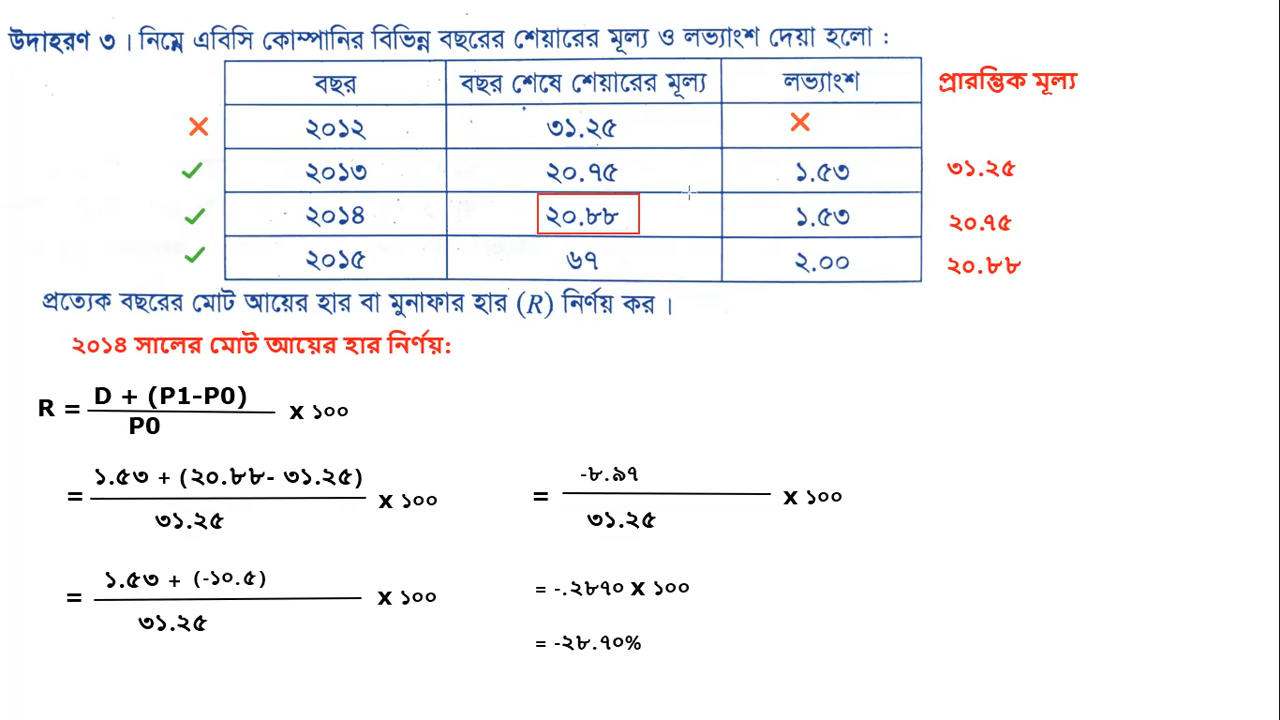 উদাহরণ ৩ । নিম্নে এবিসি কোম্পানির বিভিন্ন বছরের শেয়ারের মূল্য ও লভ্যাংশ দেয়া হলো :
বছর বছর শেষে শেয়ারের মূল্য লভ্যাংশ প্রারন্তিক মূল্য
২০১২ ৩১.২৫
২০১৩ ২০.৭৫ ১.৫৩ ৩১.২৫
২০১৪ ২০.৮৮ ১.৫৩ ২০.৭৫
২০১৫ ৬৭ ২.০০ ২০.৮৮
প্রত্যেক বছরের মোট আয়ের হার বা মুনাফার হার (R) নির্ণয় কর ।
২০১৪ সালের মোট আয়ের হার নির্ণয়:
R = D + (P1-P0)
P0
x ১০০
= ১.৫৩ + (২০.৮৮- ৩১.২৫)
৩১.২৫
x ১০০
= ১.৫৩ + (-১০.৫)
৩১.২৫
x ১০০
= -৮.৯৭
৩১.২৫
x ১০০
= -.২৮৭০ x ১০০
= -২৮.৭০%